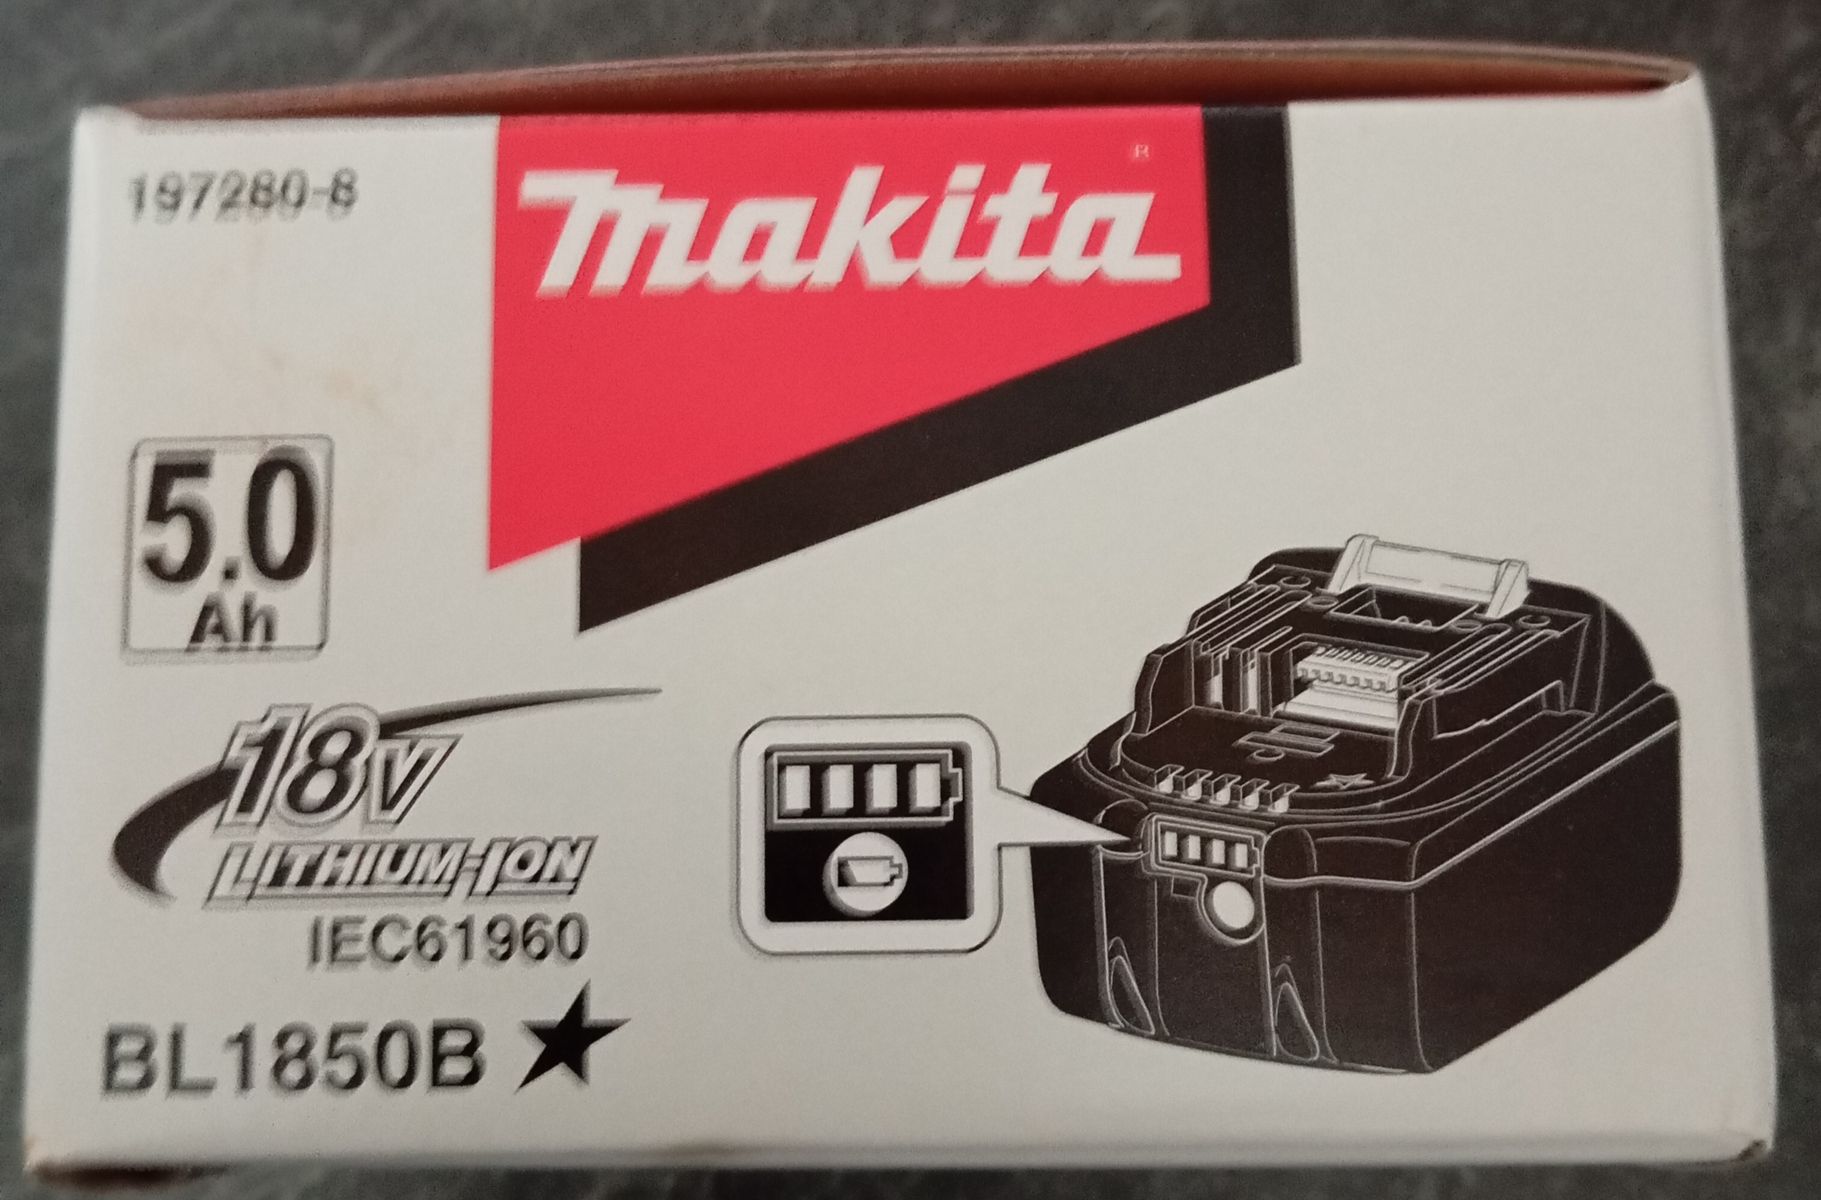 197280-8
makita®
5.0
Ah
18V
LITHIUM-ION
IEC61960
BL1850B ★